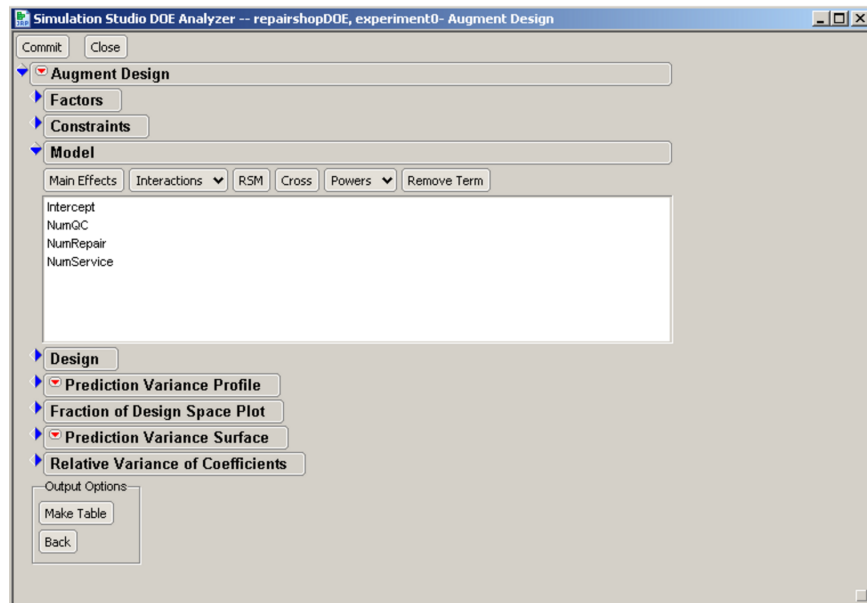 Simulation Studio DOE Analyzer -- repairshopDOE, experiment0- Augment Design
Commit Close
Augment Design
Factors
Constraints
Model
Main Effects Interactions RSM Cross Powers Remove Term
Intercept
NumQC
NumRepair
NumService
Design
Prediction Variance Profile
Fraction of Design Space Plot
Prediction Variance Surface
Relative Variance of Coefficients
Output Options
Make Table
Back